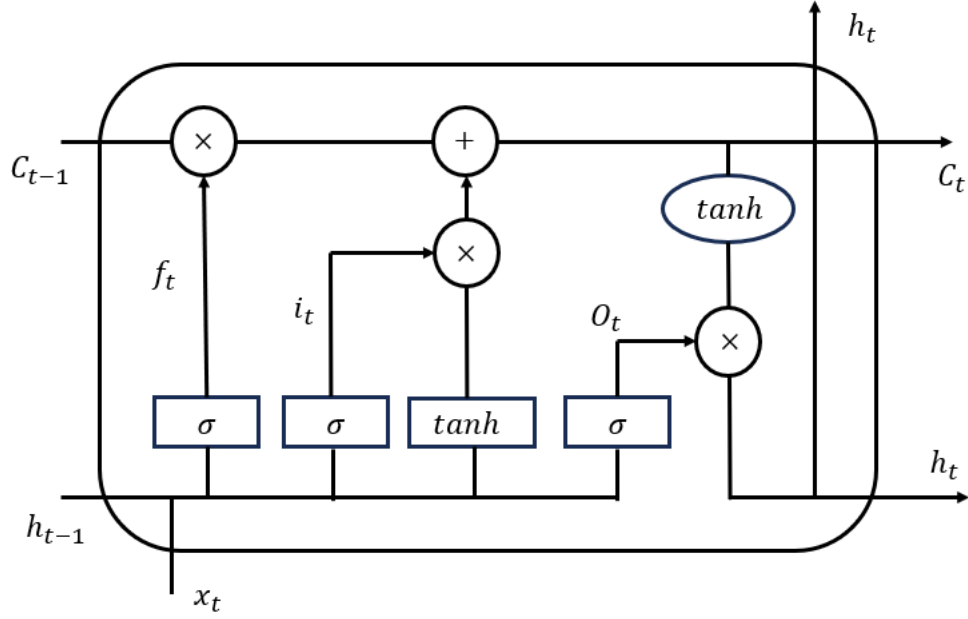 h_t
×
+
C_{t-1}
C_t
tanh
f_t
×
i_t
O_t
×
σ
σ
tanh
σ
h_t
h_{t-1}
x_t